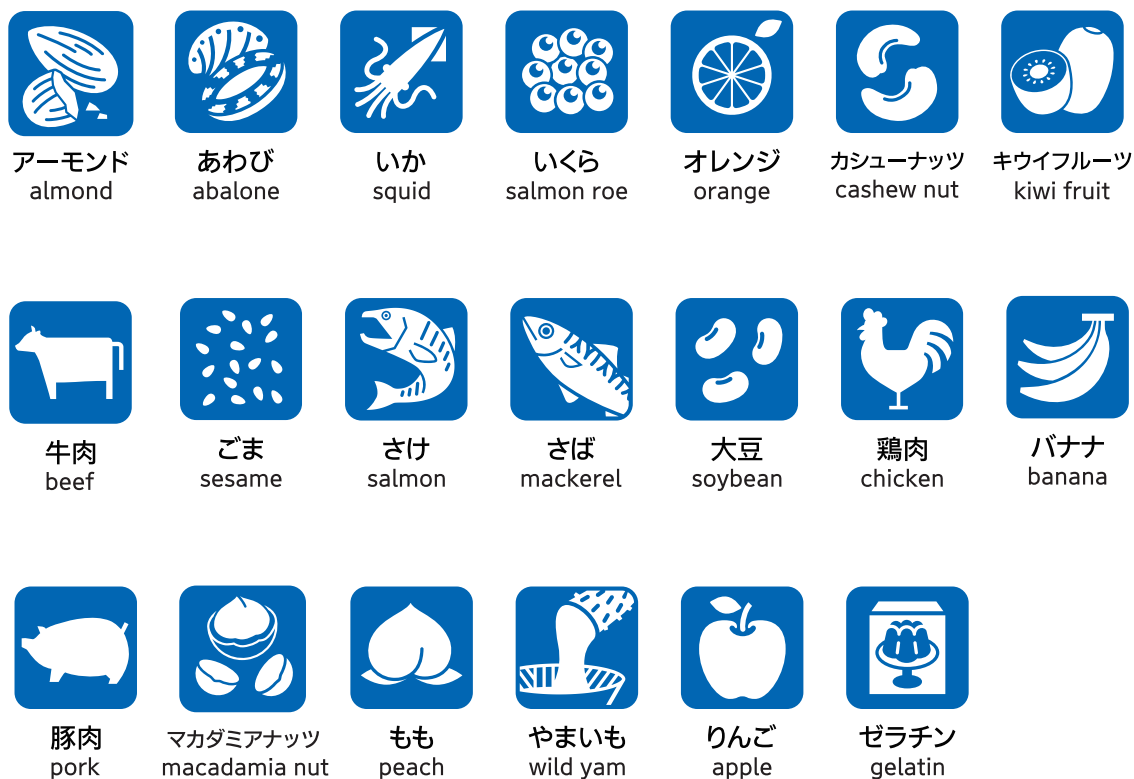 アーモンド
almond
あわび
abalone
いか
squid
いくら
salmon roe
オレンジ
orange
カシューナッツ
cashew nut
キウイフルーツ
kiwi fruit
牛肉
beef
ごま
sesame
さけ
salmon
さば
mackerel
大豆
soybean
鶏肉
chicken
バナナ
banana
豚肉
pork
マカダミアナッツ
macadamia nut
もも
peach
やまいも
wild yam
りんご
apple
ゼラチン
gelatin